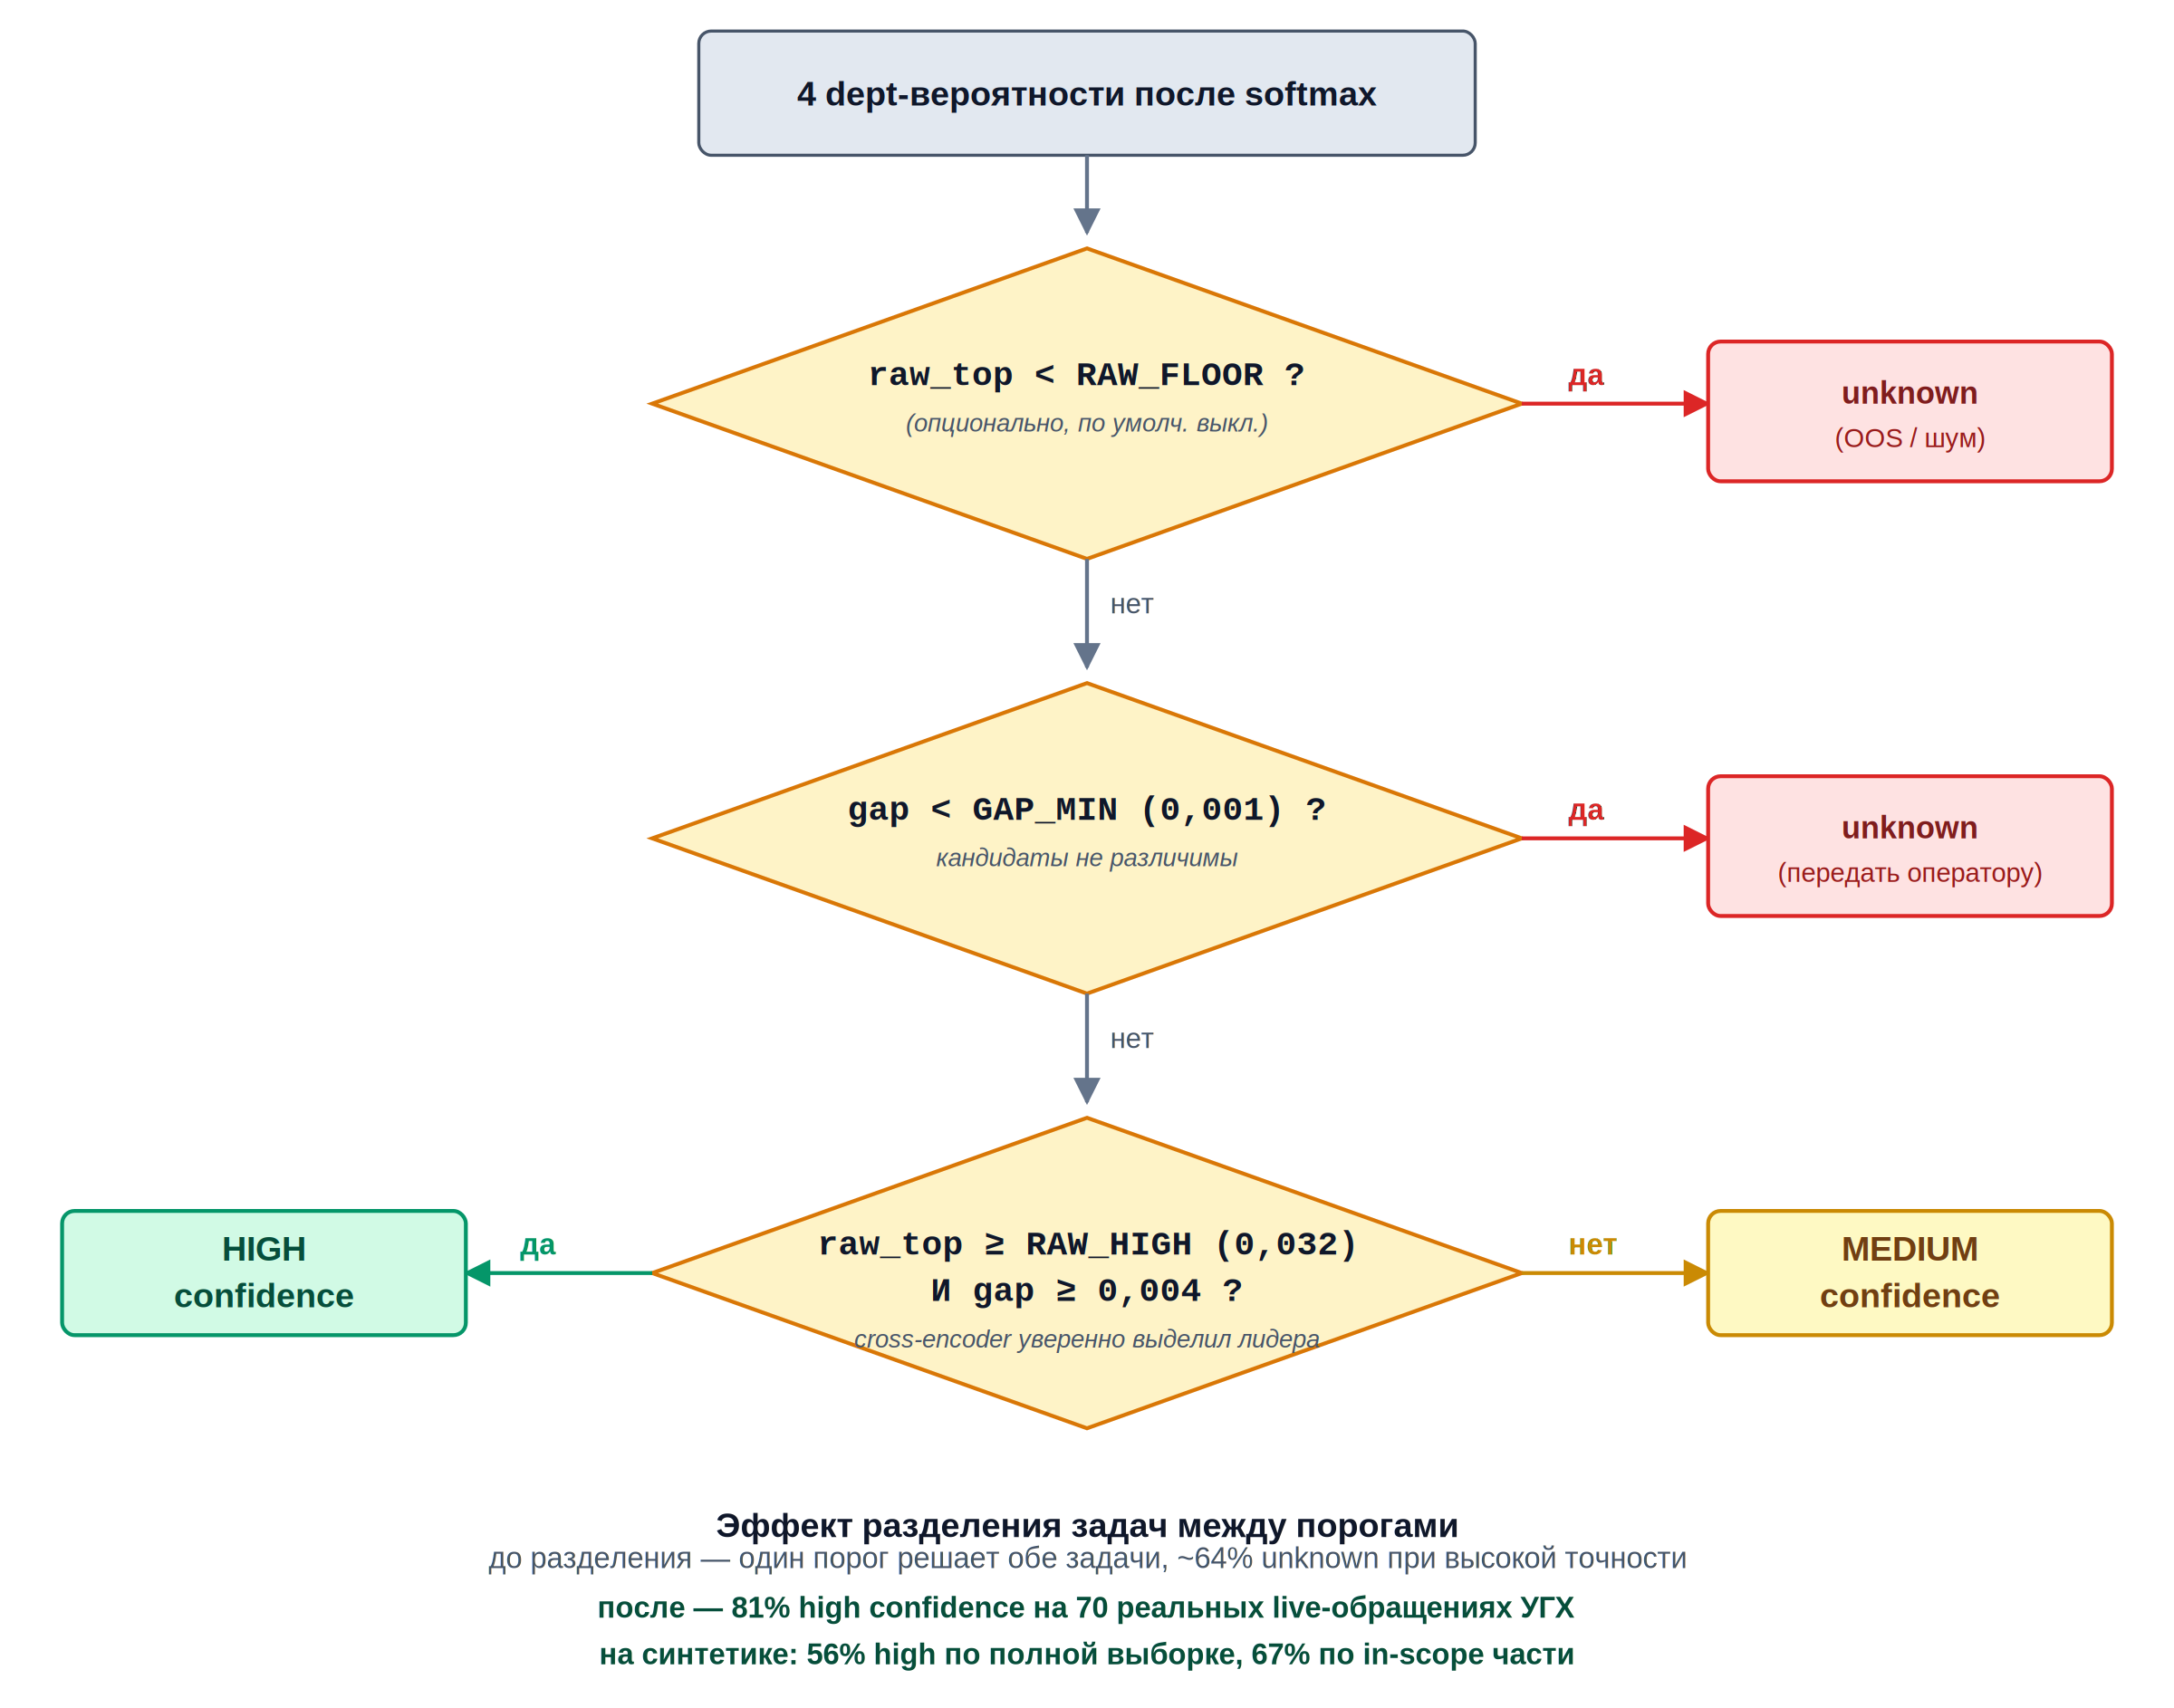 4 dept-вероятности после softmax
raw_top < RAW_FLOOR ?
(опционально, по умолч. выкл.)
да
unknown
(OOS / шум)
нет
gap < GAP_MIN (0,001) ?
кандидаты не различимы
да
unknown
(передать оператору)
нет
HIGH
confidence
да
raw_top ≥ RAW_HIGH (0,032)
И gap ≥ 0,004 ?
cross-encoder уверенно выделил лидера
нет
MEDIUM
confidence
Эффект разделения задач между порогами
до разделения — один порог решает обе задачи, ~64% unknown при высокой точности
после — 81% high confidence на 70 реальных live-обращениях УГХ
на синтетике: 56% high по полной выборке, 67% по in-scope части